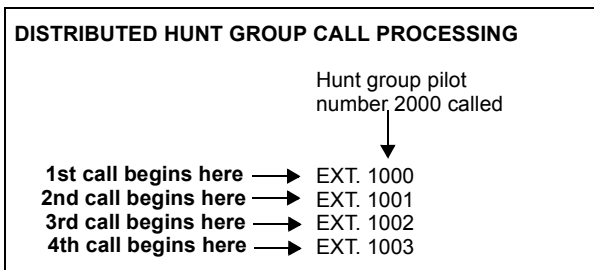 DISTRIBUTED HUNT GROUP CALL PROCESSING
Hunt group pilot
number 2000 called
1st call begins here EXT. 1000
2nd call begins here EXT. 1001
3rd call begins here EXT. 1002
4th call begins here EXT. 1003